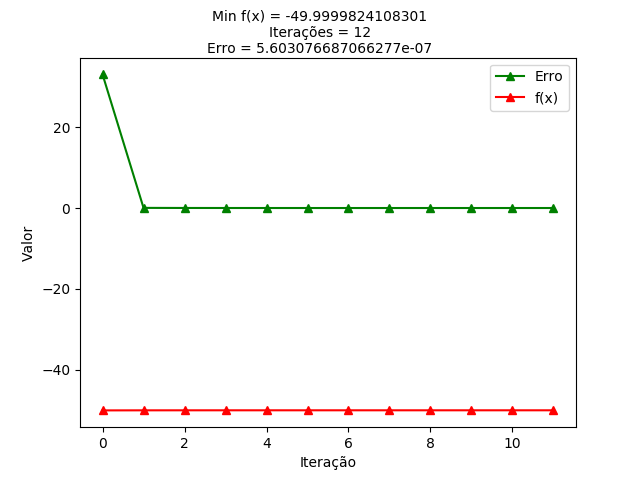 Min f(x) = -49.9999824108301
Iterações = 12
Erro = 5.603076687066277e-07
Erro
f(x)
20
0
−20
−40
Valor
0 2 4 6 8 10
Iteração